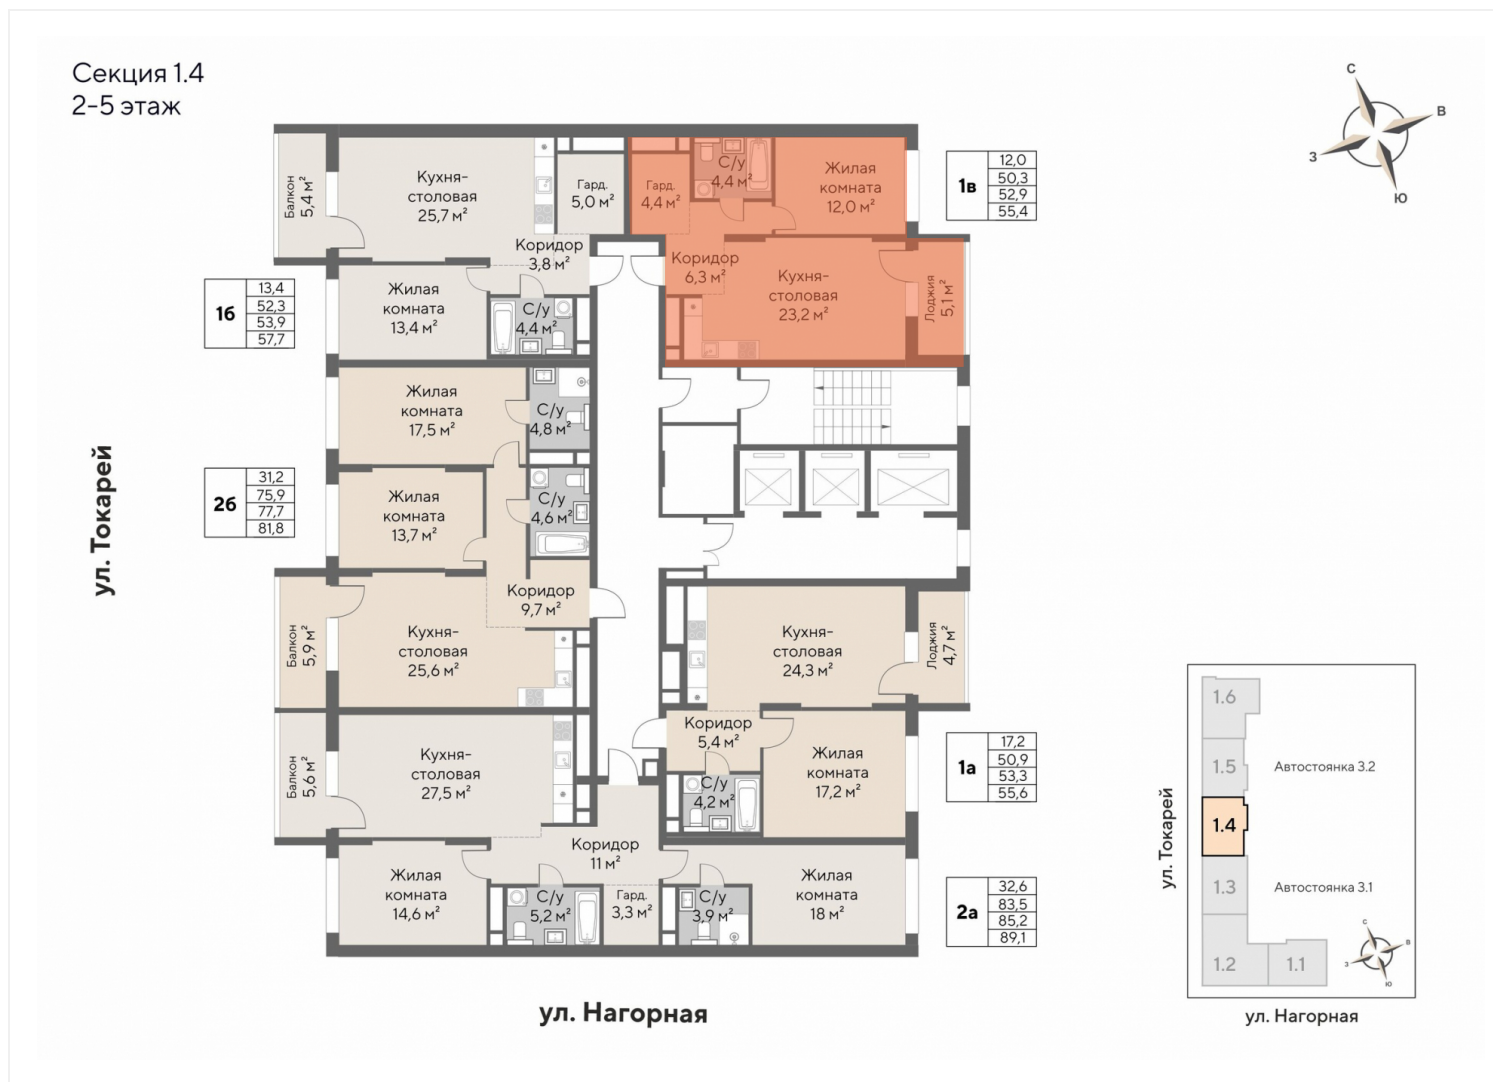 Секция 1.4
2-5 этаж
С
В
З
Ю
Балкон
5,4 м²
Кухня-
столовая
25,7 м²
Гард.
5,0 м²
Коридор
3,8 м²
Жилая
комната
13,4 м²
С/у
4,4 м²
1б
13,4
52,3
53,9
57,7
Гард.
4,4 м²
С/у
4,4 м²
Жилая
комната
12,0 м²
Коридор
6,3 м²
Кухня-
столовая
23,2 м²
Лоджия
5,1 м²
1в
12,0
50,3
52,9
55,4
Жилая
комната
17,5 м²
С/у
4,8 м²
Жилая
комната
13,7 м²
С/у
4,6 м²
Коридор
9,7 м²
Балкон
5,9 м²
Кухня-
столовая
25,6 м²
2б
31,2
75,9
77,7
81,8
ул. Токарей
Кухня-
столовая
24,3 м²
Лоджия
4,7 м²
Коридор
5,4 м²
С/у
4,2 м²
Жилая
комната
17,2 м²
1а
17,2
50,9
53,3
55,6
Балкон
5,6 м²
Кухня-
столовая
27,5 м²
Коридор
11 м²
Жилая
комната
14,6 м²
С/у
5,2 м²
Гард.
3,3 м²
С/у
3,9 м²
Жилая
комната
18 м²
2а
32,6
83,5
85,2
89,1
ул. Нагорная
1.6
1.5
Автостоянка 3.2
1.4
1.3
Автостоянка 3.1
1.2
1.1
С
В
З
Ю
ул. Токарей
ул. Нагорная